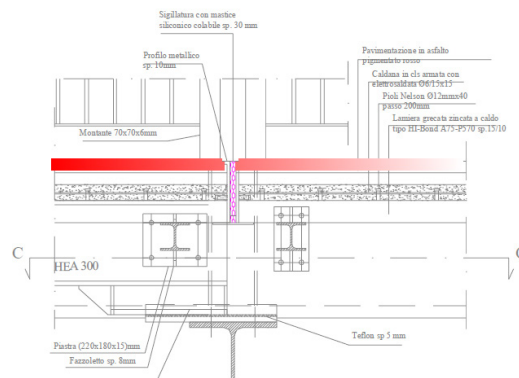 Sigillatura con mastice
siliconico colabile sp. 30 mm
Profilo metallico
sp. 10mm
Pavimentazione in asfalto
pigmentato rosso
Caldana in cls armata con
elettrosaldata Ø6/15x15
Pioli Nelson Ø12mmx40
passo 200mm
Lamiera grecata zincata a caldo
tipo HI-Bond A75-P570 sp.15/10
Montante 70x70x6mm
C
HEA 300
Piastra (220x180x15)mm
Fazzoletto sp. 8mm
Teflon sp 5 mm